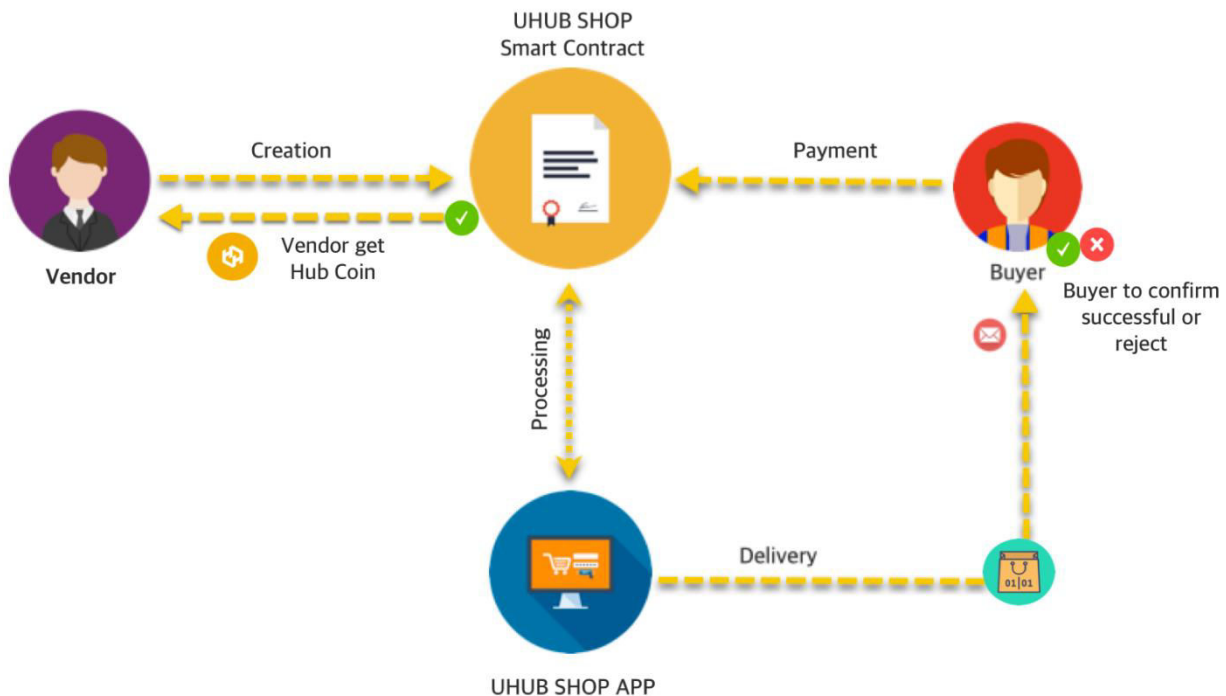 UHUB SHOP
Smart Contract
Creation
Payment
Vendor get
Hub Coin
Vendor
Buyer
Buyer to confirm
successful or
reject
Processing
Delivery
01|01
UHUB SHOP APP